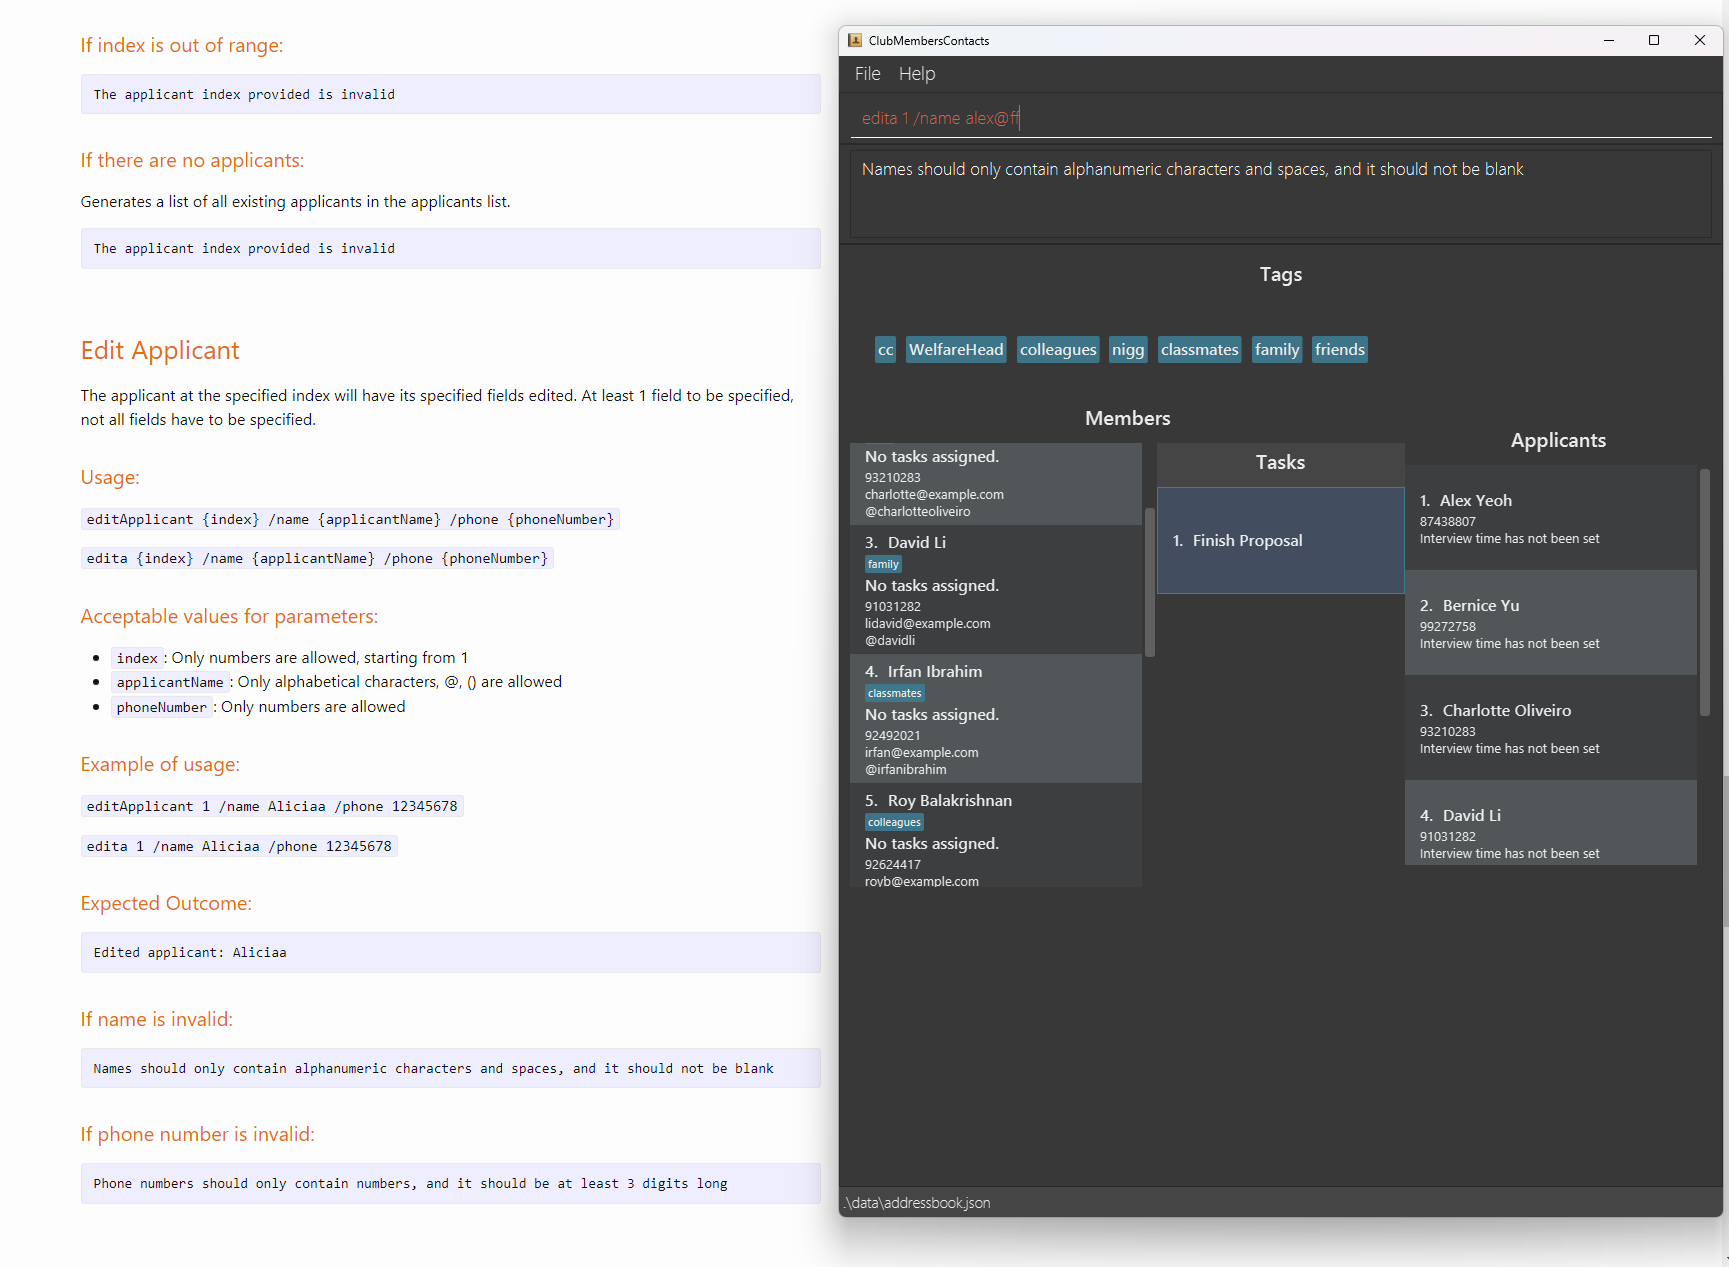 If index is out of range:
The applicant index provided is invalid
If there are no applicants:
Generates a list of all existing applicants in the applicants list.
The applicant index provided is invalid
Edit Applicant
The applicant at the specified index will have its specified fields edited. At least 1 field to be specified,
not all fields have to be specified.
Usage:
editApplicant {index} /name {applicantName} /phone {phoneNumber}
edita {index} /name {applicantName} /phone {phoneNumber}
Acceptable values for parameters:
index : Only numbers are allowed, starting from 1
applicantName : Only alphabetical characters, @, () are allowed
phoneNumber : Only numbers are allowed
Example of usage:
editApplicant 1 /name Aliciaa /phone 12345678
edita 1 /name Aliciaa /phone 12345678
Expected Outcome:
Edited applicant: Aliciaa
If name is invalid:
Names should only contain alphanumeric characters and spaces, and it should not be blank
If phone number is invalid:
Phone numbers should only contain numbers, and it should be at least 3 digits long
ClubMembersContacts
File Help
edita 1 /name alex@ff
Names should only contain alphanumeric characters and spaces, and it should not be blank
Tags
cc WelfareHead colleagues nigg classmates family friends
Members
No tasks assigned.
93210283
charlotte@example.com
@charlotteoliveiro
3. David Li
family
No tasks assigned.
91031282
lidavid@example.com
@davidli
4. Irfan Ibrahim
classmates
No tasks assigned.
92492021
irfan@example.com
@irfanibrahim
5. Roy Balakrishnan
colleagues
No tasks assigned.
92624417
royb@example.com
Tasks
1. Finish Proposal
Applicants
1. Alex Yeoh
87438807
Interview time has not been set
2. Bernice Yu
99272758
Interview time has not been set
3. Charlotte Oliveiro
93210283
Interview time has not been set
4. David Li
91031282
Interview time has not been set
.\data\addressbook.json